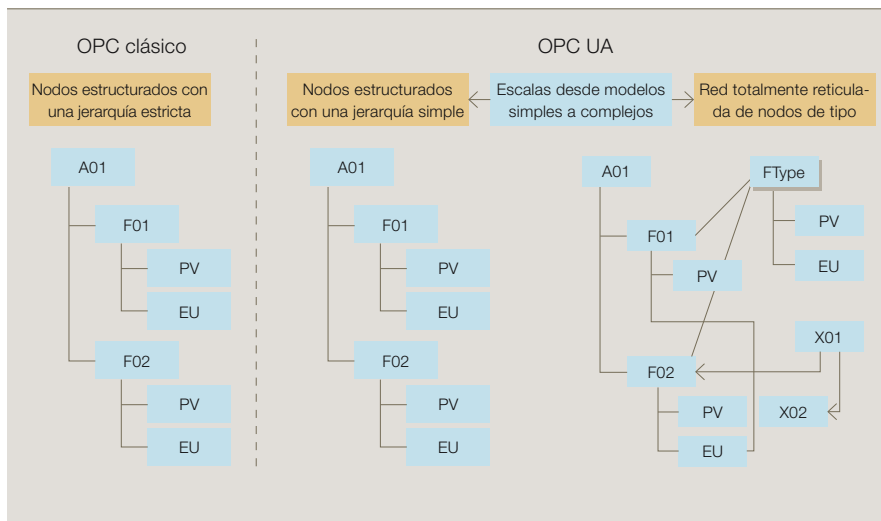 OPC clásico
OPC UA
Nodos estructurados con
una jerarquía estricta
Nodos estructurados
con una jerarquía simple
Escalas desde modelos
simples a complejos
Red totalmente reticula-
da de nodos de tipo
A01
F01
PV
EU
F02
PV
EU
A01
F01
PV
EU
F02
PV
EU
A01
F01
PV
F02
PV
EU
FType
PV
EU
X01
X02